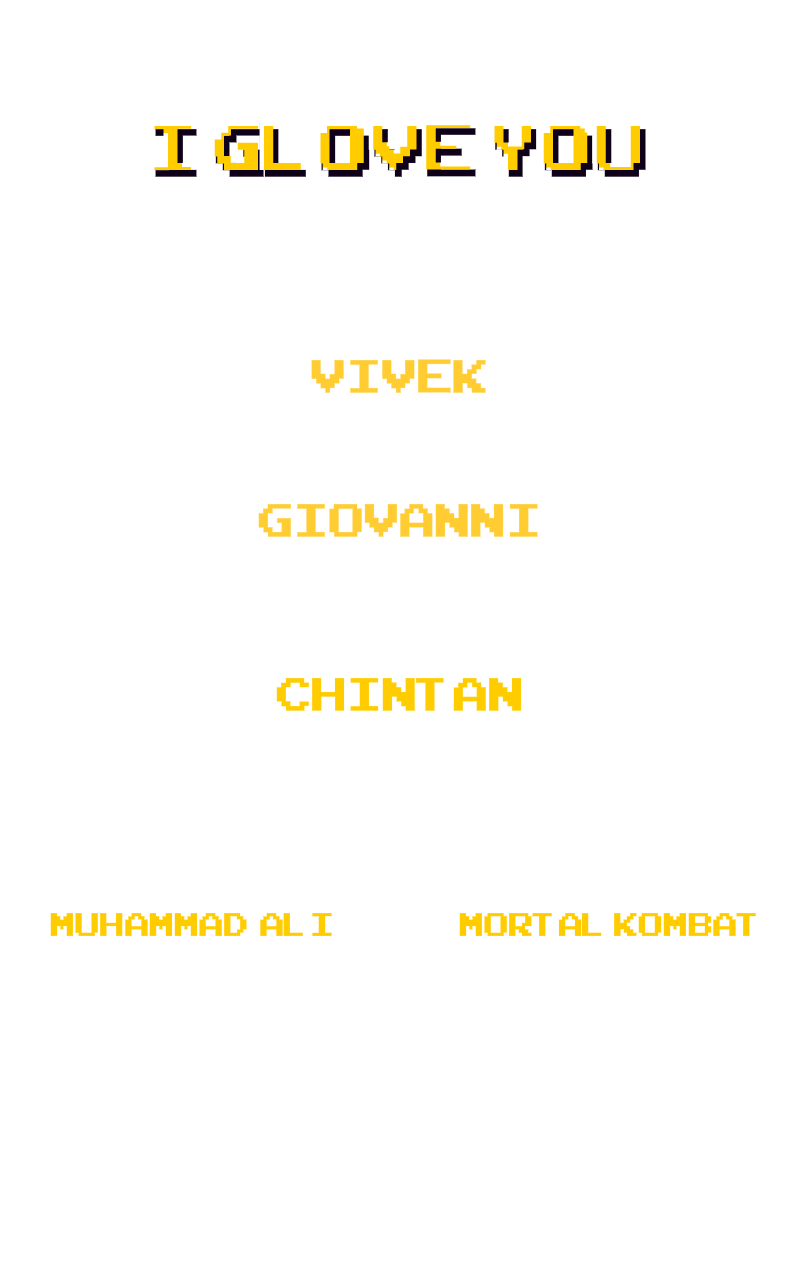 I GLOVE YOU
VIVEK
GIOVANNI
CHINTAN
MUHAMMAD ALI MORTAL KOMBAT